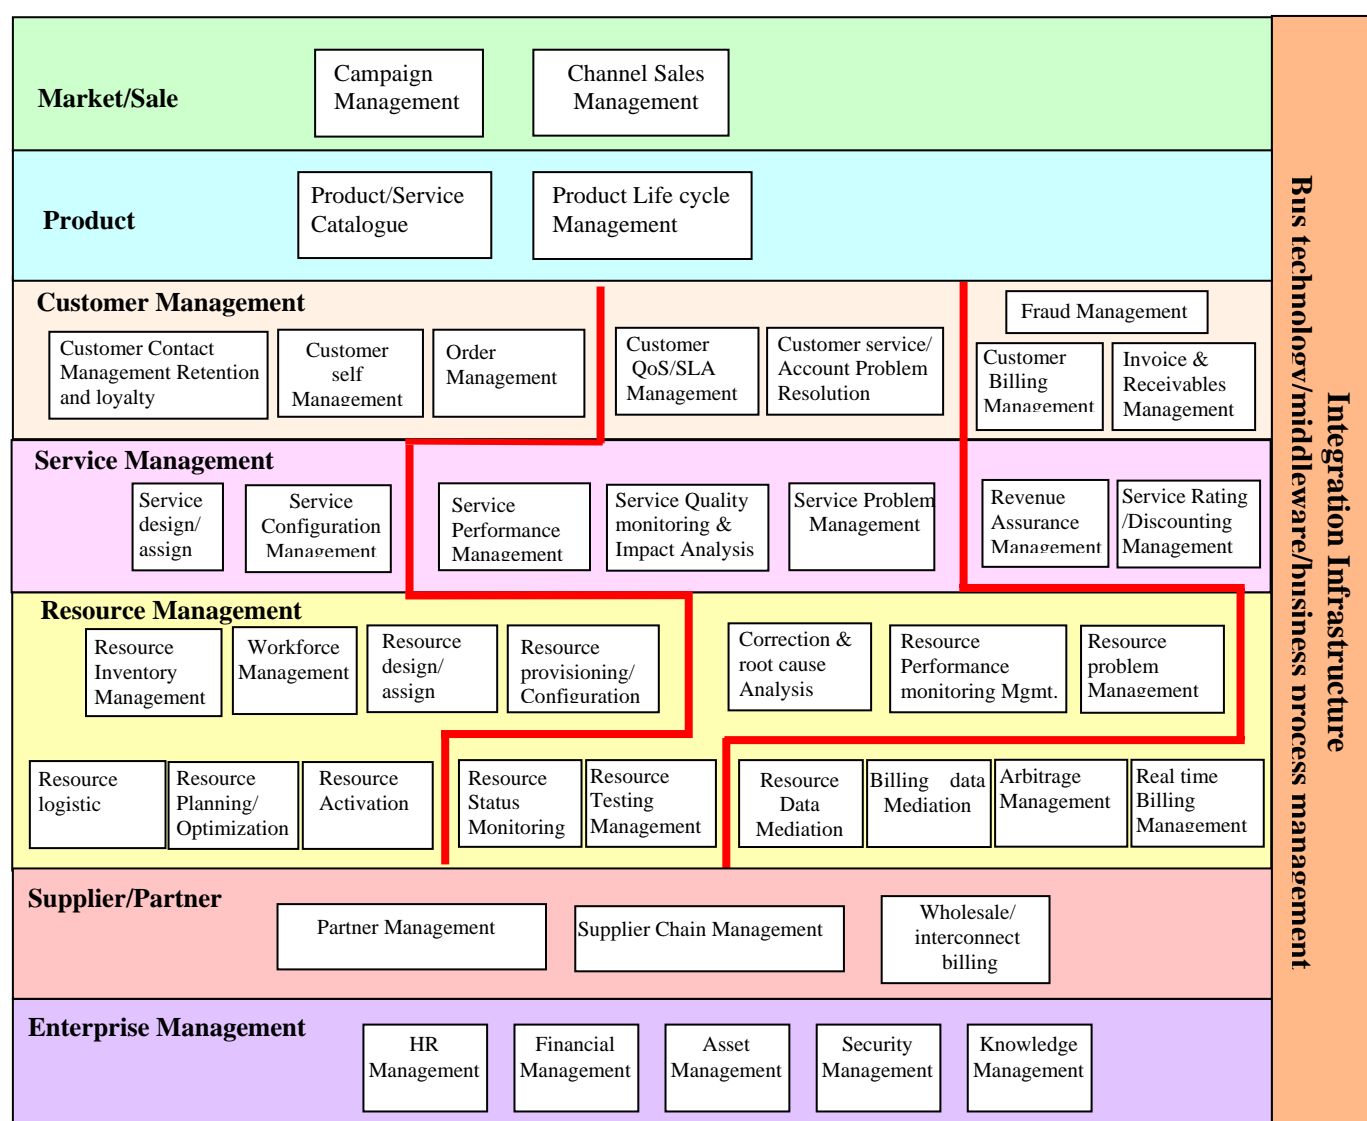 Market/Sale
Campaign
Management
Channel Sales
Management
Product
Product/Service
Catalogue
Product Life cycle
Management
Customer Management
Customer Contact
Management Retention
and loyalty
Customer
self
Management
Order
Management
Customer
QoS/SLA
Management
Customer service/
Account Problem
Resolution
Fraud Management
Customer
Billing
Management
Invoice &
Receivables
Management
Service Management
Service
design/
assign
Service
Configuration
Management
Service
Performance
Management
Service Quality
monitoring &
Impact Analysis
Service Problem
Management
Revenue
Assurance
Management
Service Rating
/Discounting
Management
Resource Management
Resource
Inventory
Management
Workforce
Management
Resource
design/
assign
Resource
provisioning/
Configuration
Correction &
root cause
Analysis
Resource
Performance
monitoring Mgmt.
Resource
problem
Management
Resource
logistic
Resource
Planning/
Optimization
Resource
Activation
Resource
Status
Monitoring
Resource
Testing
Management
Resource
Data
Mediation
Billing data
Mediation
Arbitrage
Management
Real time
Billing
Management
Supplier/Partner
Partner Management
Supplier Chain Management
Wholesale/
interconnect
billing
Enterprise Management
HR
Management
Financial
Management
Asset
Management
Security
Management
Knowledge
Management
Integration Infrastructure
Bus technology/middleware/business process management